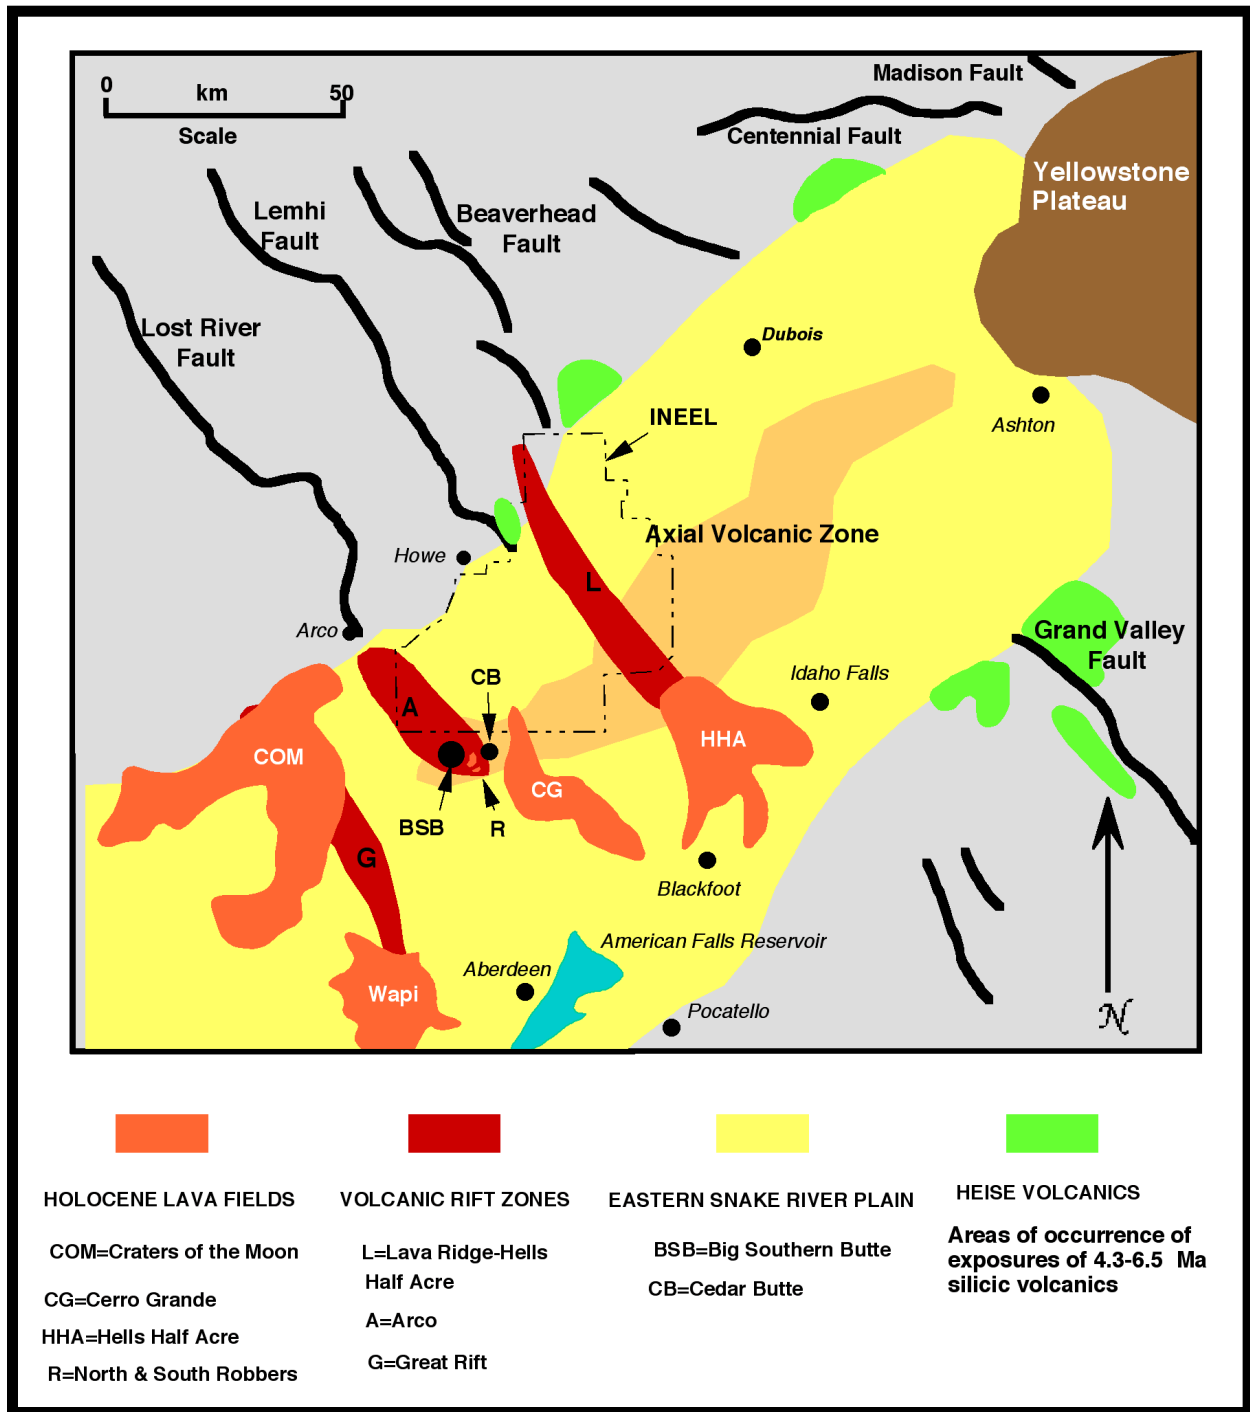 Madison Fault
0 km 50
Scale
Centennial Fault
Yellowstone
Plateau
Lemhi
Fault
Beaverhead
Fault
Lost River
Fault
Dubois
INEEL
Ashton
Axial Volcanic Zone
Howe
L
Arco
Grand Valley
Fault
CB
Idaho Falls
A
HHA
COM
CG
BSB
R
G
Blackfoot
American Falls Reservoir
Aberdeen
Wapi
Pocatello
N
HOLOCENE LAVA FIELDS
COM=Craters of the Moon
CG=Cerro Grande
HHA=Hells Half Acre
R=North & South Robbers
VOLCANIC RIFT ZONES
L=Lava Ridge-Hells
Half Acre
A=Arco
G=Great Rift
EASTERN SNAKE RIVER PLAIN
BSB=Big Southern Butte
CB=Cedar Butte
HEISE VOLCANICS
Areas of occurrence of
exposures of 4.3-6.5 Ma
silicic volcanics